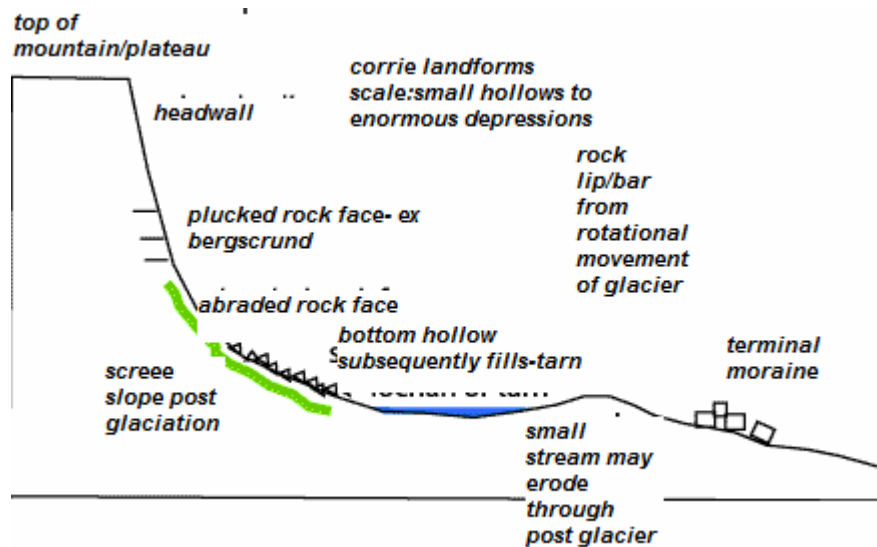 top of
mountain/plateau
corrie landforms
scale:small hollows to
enormous depressions
headwall
rock
lip/bar
from
rotational
movement
of glacier
plucked rock face- ex
bergscrund
abraded rock face
bottom hollow
subsequently fills-tarn
terminal
moraine
screee
slope post
glaciation
small
stream may
erode
through
post glacier